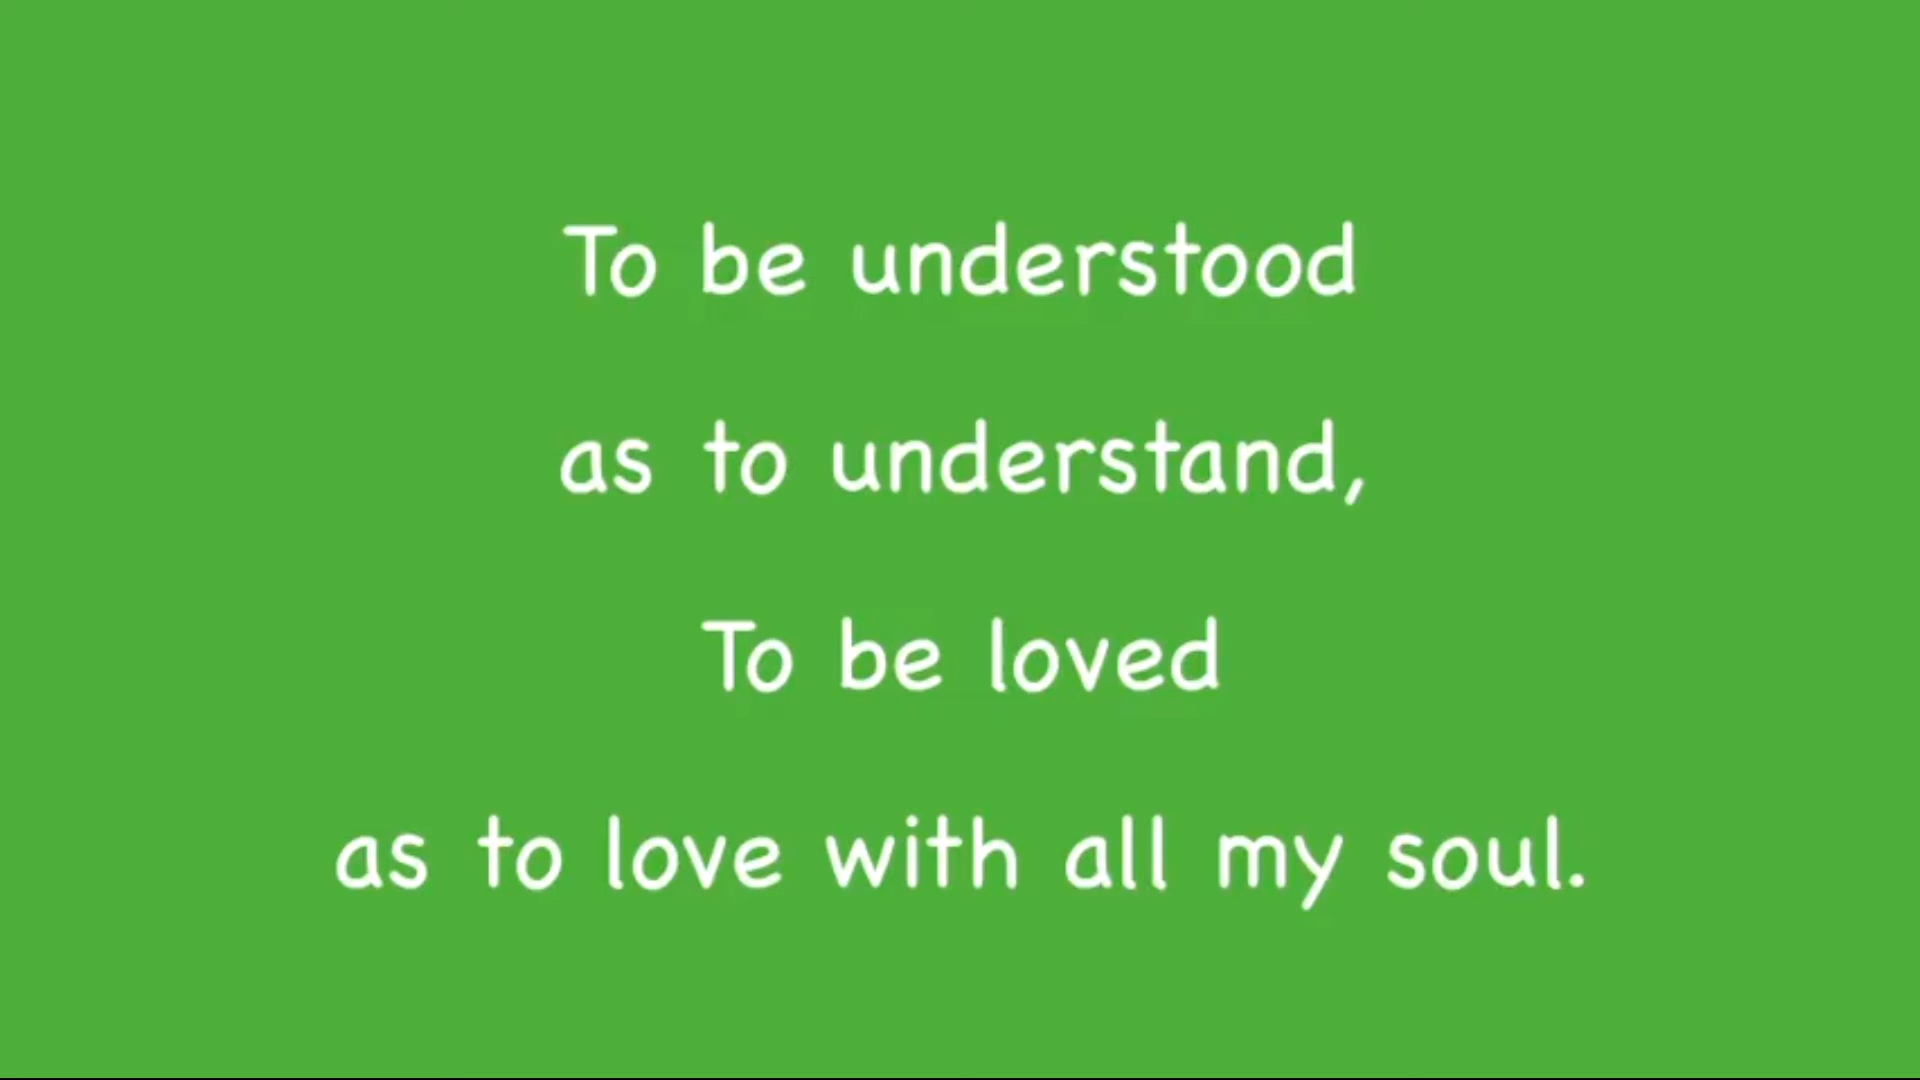 To be understood
as to understand,
To be loved
as to love with all my soul.